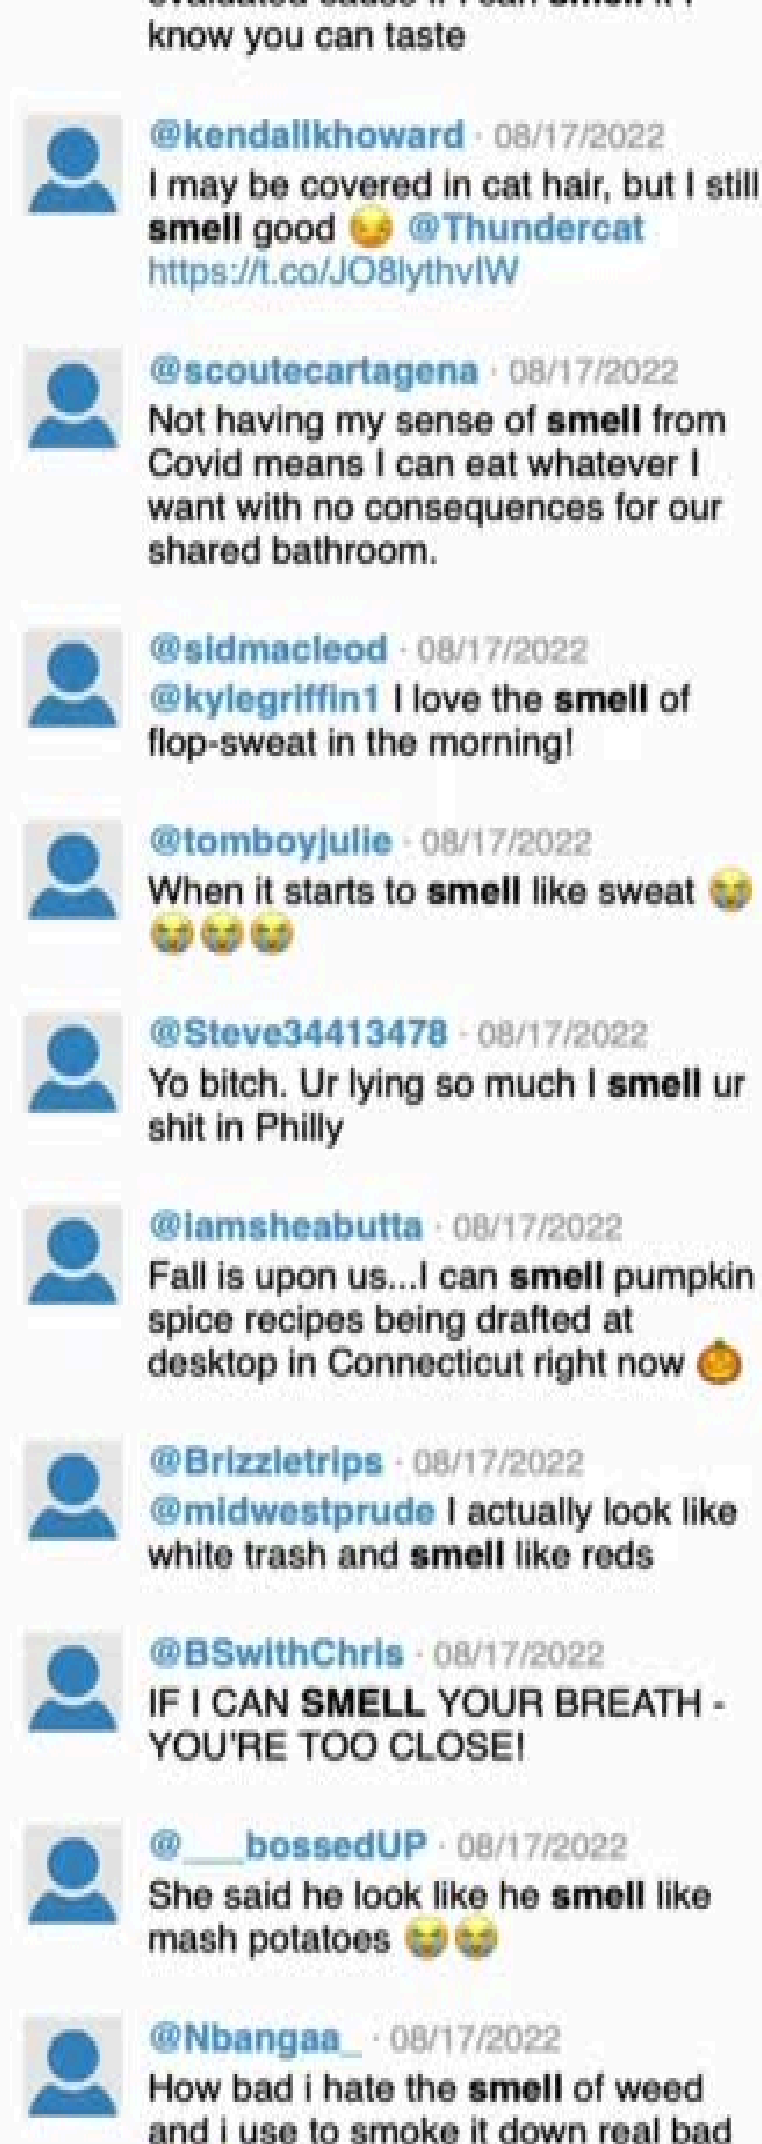 know you can taste
@kendallkhoward · 08/17/2022
I may be covered in cat hair, but I still
smell good 😏 @Thundercat
https://t.co/JO8lythvIW
@scoutecartagena · 08/17/2022
Not having my sense of smell from
Covid means I can eat whatever I
want with no consequences for our
shared bathroom.
@sidmacleod · 08/17/2022
@kylegriffin1 I love the smell of
flop-sweat in the morning!
@tomboyjulie · 08/17/2022
When it starts to smell like sweat 😭
😭😭😭
@Steve34413478 · 08/17/2022
Yo bitch. Ur lying so much I smell ur
shit in Philly
@iamsheabutta · 08/17/2022
Fall is upon us...I can smell pumpkin
spice recipes being drafted at
desktop in Connecticut right now 🎃
@Brizzletrips · 08/17/2022
@midwestprude I actually look like
white trash and smell like reds
@BSwithChris · 08/17/2022
IF I CAN SMELL YOUR BREATH -
YOU'RE TOO CLOSE!
@___bossedUP · 08/17/2022
She said he look like he smell like
mash potatoes 😭😭
@Nbangaa_ · 08/17/2022
How bad i hate the smell of weed
and i use to smoke it down real bad